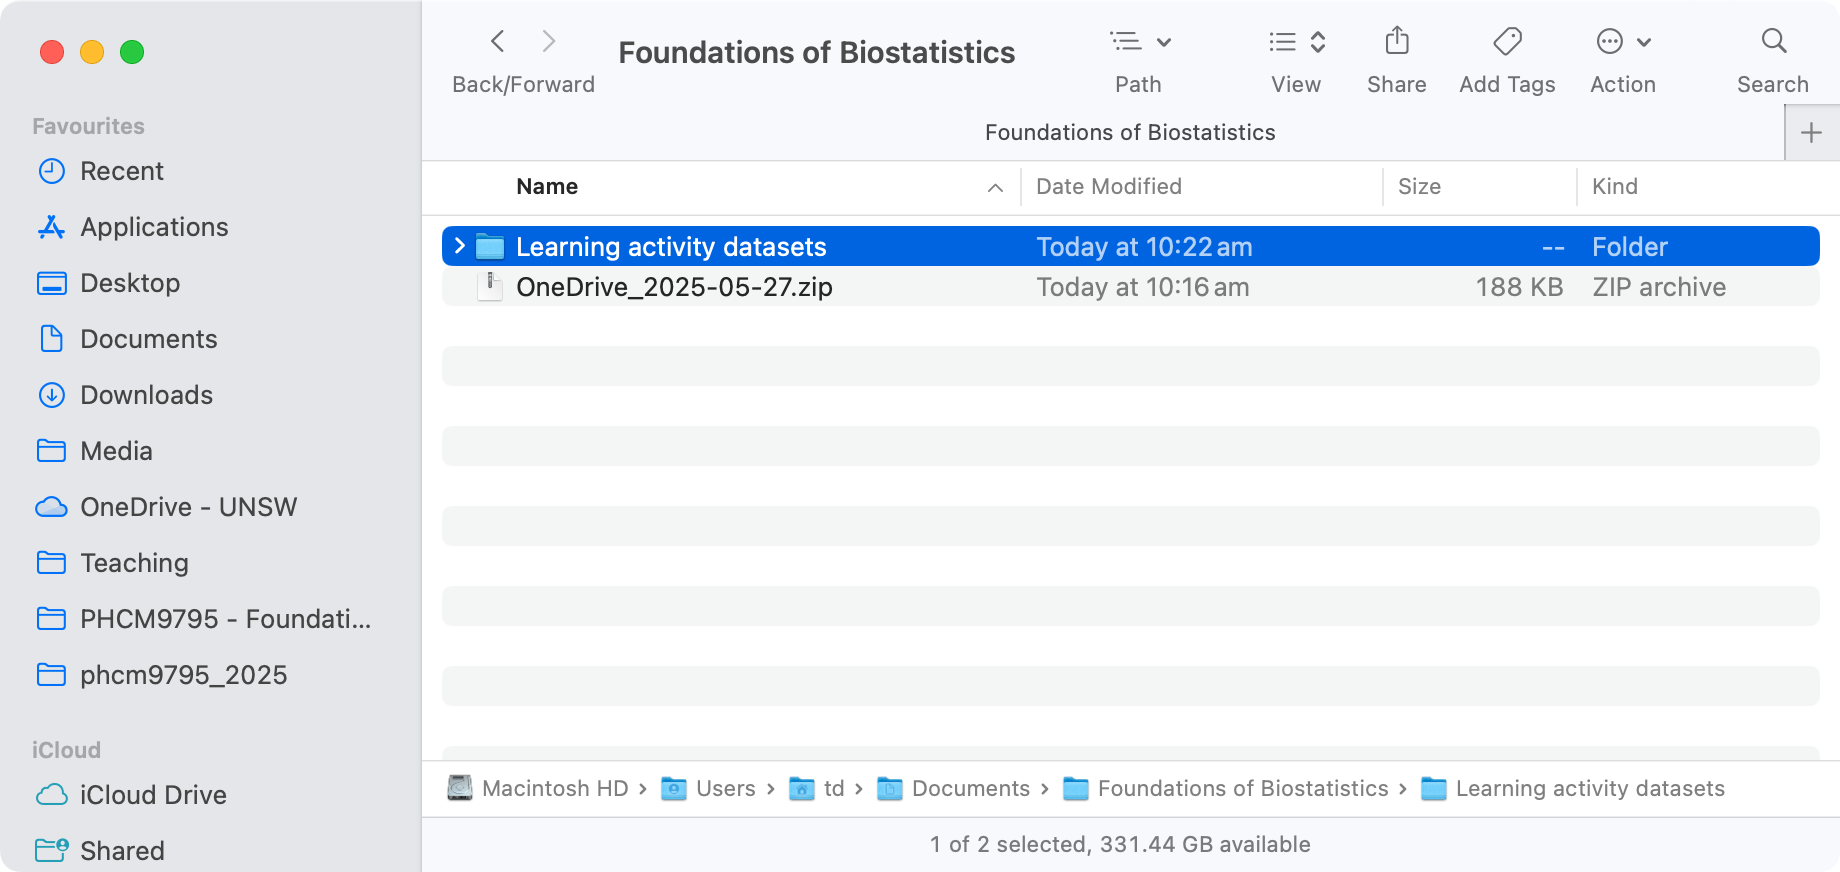 Favourites
Recent
Applications
Desktop
Documents
Downloads
Media
OneDrive - UNSW
Teaching
PHCM9795 - Foundati...
phcm9795_2025
iCloud
iCloud Drive
Shared
Back/Forward
Foundations of Biostatistics
Path
View
Share
Add Tags
Action
Search
Foundations of Biostatistics
Name Date Modified Size Kind
Learning activity datasets Today at 10:22 am -- Folder
OneDrive_2025-05-27.zip Today at 10:16 am 188 KB ZIP archive
Macintosh HD › Users › td › Documents › Foundations of Biostatistics › Learning activity datasets
1 of 2 selected, 331.44 GB available